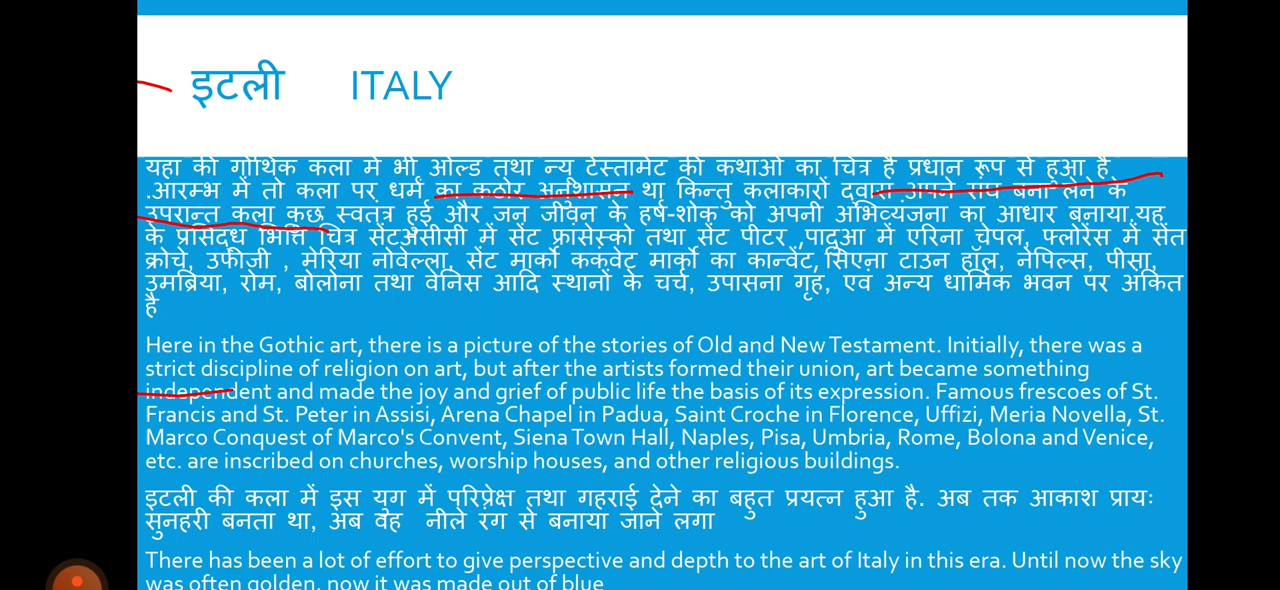 इटली ITALY
यहा की गोथिक कला में भी ओल्ड तथा न्यू टेस्तामेंट की कथाओं का चित्र है प्रधान रूप से हुआ है
.आरम्भ में तो कला पर धर्म का कठोर अनुशासन था किन्तु कलाकारों द्वारा अपने संघ बना लेने के
उपरान्त कला कुछ स्वतंत्र हुई और जन जीवन के हर्ष-शोक को अपनी अभिव्यंजना का आधार बनाया.यह
के प्रसिद्ध भित्ति चित्र सेंटअसीसी में सेंट फ्रांसेस्को तथा सेंट पीटर ,पादुआ में एरिना चेपल, फ्लोरेंस में सेंत
क्रोचे, उफीजी , मेरिया नोवेल्ला, सेंट मार्को ककवेट मार्को का कान्वेंट, सिएना टाउन हॉल, नेपिल्स, पीसा,
उमब्रिया, रोम, बोलोना तथा वेनिस आदि स्थानों के चर्च, उपासना गृह, एवं अन्य धार्मिक भवन पर अंकित
है
Here in the Gothic art, there is a picture of the stories of Old and New Testament. Initially, there was a
strict discipline of religion on art, but after the artists formed their union, art became something
independent and made the joy and grief of public life the basis of its expression. Famous frescoes of St.
Francis and St. Peter in Assisi, Arena Chapel in Padua, Saint Croche in Florence, Uffizi, Meria Novella, St.
Marco Conquest of Marco's Convent, Siena Town Hall, Naples, Pisa, Umbria, Rome, Bolona and Venice,
etc. are inscribed on churches, worship houses, and other religious buildings.
इटली की कला में इस युग में परिप्रेक्ष तथा गहराई देने का बहुत प्रयत्न हुआ है. अब तक आकाश प्रायः
सुनहरी बनता था, अब वह नीले रंग से बनाया जाने लगा
There has been a lot of effort to give perspective and depth to the art of Italy in this era. Until now the sky
was often golden, now it was made out of blue